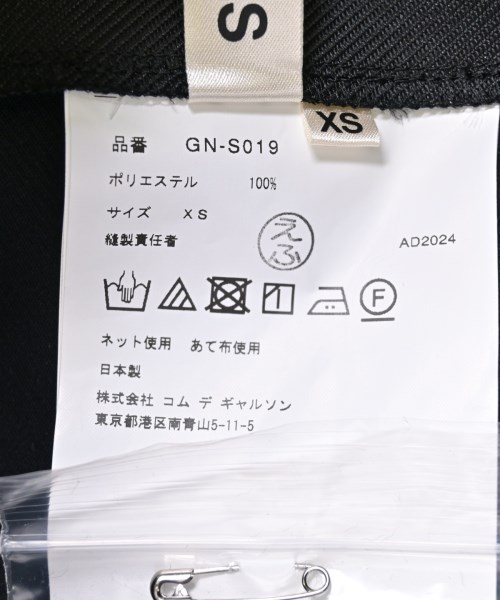 S
XS
品番 GN-S019
ポリエステル 100%
サイズ XS
縫製責任者 えふ AD2024
F
ネット使用 あて布使用
日本製
株式会社 コム デ ギャルソン
東京都港区南青山5-11-5